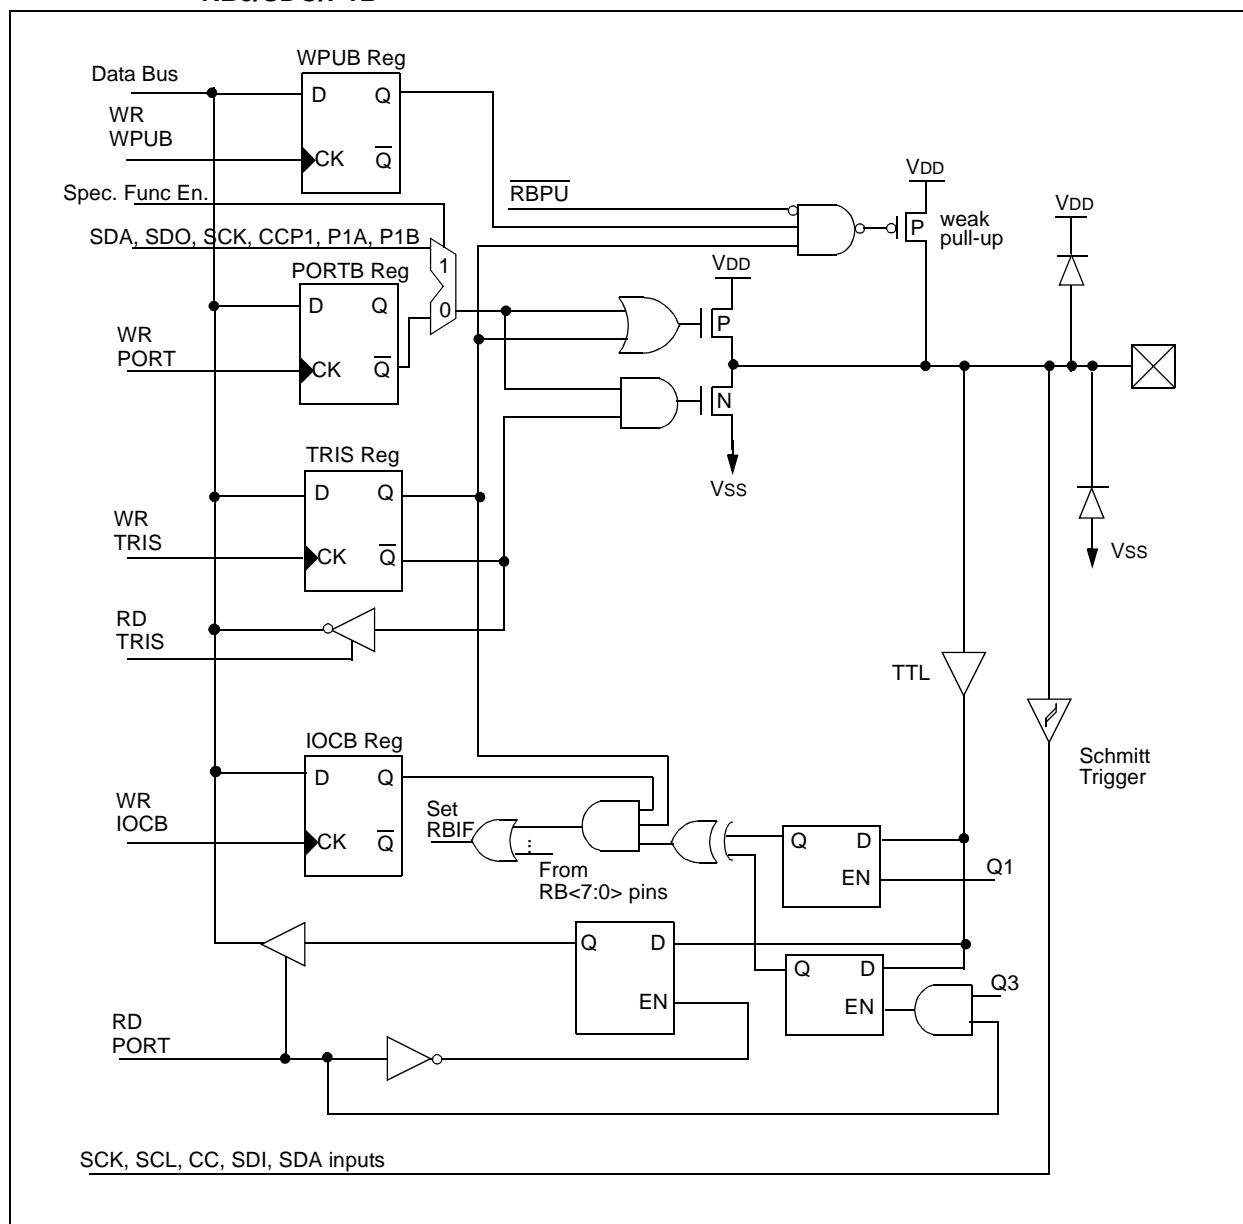 WPUB Reg
Data Bus
D Q
WR
WPUB
CK Q
Spec. Func En.
RBPU
VDD
P
weak
pull-up
VDD
SDA, SDO, SCK, CCP1, P1A, P1B
1
0
PORTB Reg
D Q
WR
PORT
CK Q
VDD
P
N
VSS
TRIS Reg
D Q
WR
TRIS
CK Q
VSS
RD
TRIS
TTL
Schmitt
Trigger
IOCB Reg
D Q
WR
IOCB
CK Q
Set
RBIF
...
From
RB<7:0> pins
Q D
EN
Q1
Q D
EN
Q D
EN
Q3
RD
PORT
SCK, SCL, CC, SDI, SDA inputs